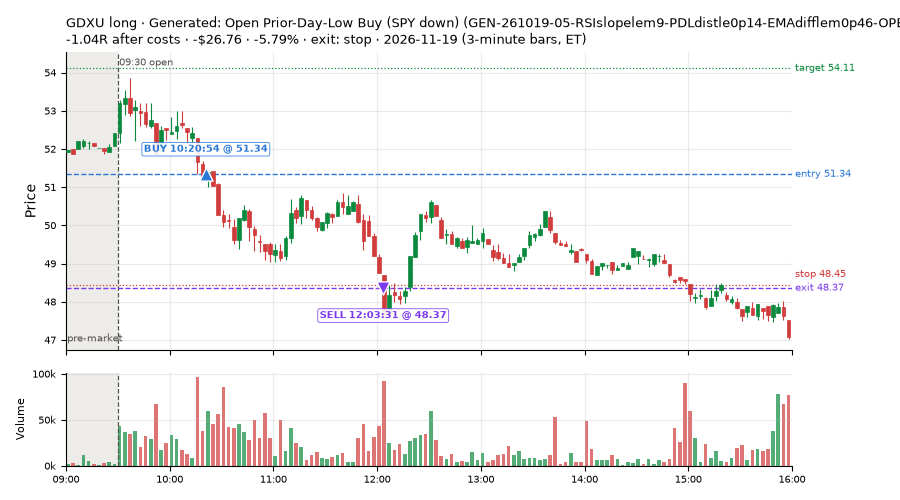 GDXU long · Generated: Open Prior-Day-Low Buy (SPY down) (GEN-261019-05-RSIslopelem9-PDLdistle0p14-EMAdifflem0p46-OPE
-1.04R after costs · -$26.76 · -5.79% · exit: stop · 2026-11-19 (3-minute bars, ET)
09:30 open
target 54.11
54
53
52
51
50
49
48
47
Price
BUY 10:20:54 @ 51.34
entry 51.34
stop 48.45
exit 48.37
SELL 12:03:31 @ 48.37
pre-market
100k
50k
0k
Volume
09:00
10:00
11:00
12:00
13:00
14:00
15:00
16:00